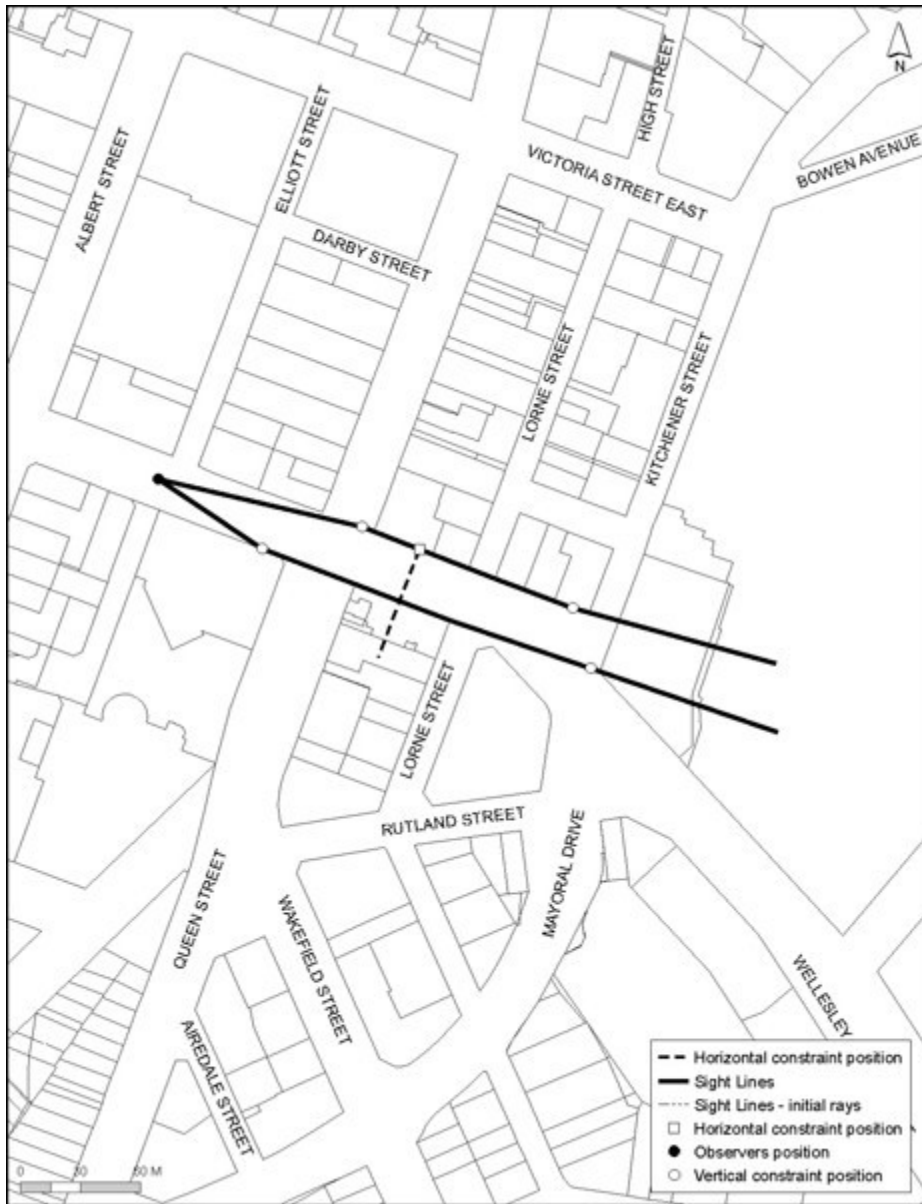 N
HIGH STREET
BOWEN AVENUE
VICTORIA STREET EAST
ELLIOTT STREET
ALBERT STREET
DARBY STREET
LORNE STREET
KITCHENER STREET
LORNE STREET
RUTLAND STREET
MAYORAL DRIVE
QUEEN STREET
WAKEFIELD STREET
WELLESLEY
AIREDALE STREET
Horizontal constraint position
Sight Lines
Sight Lines - initial rays
Horizontal constraint position
Observers position
Vertical constraint position
0 M